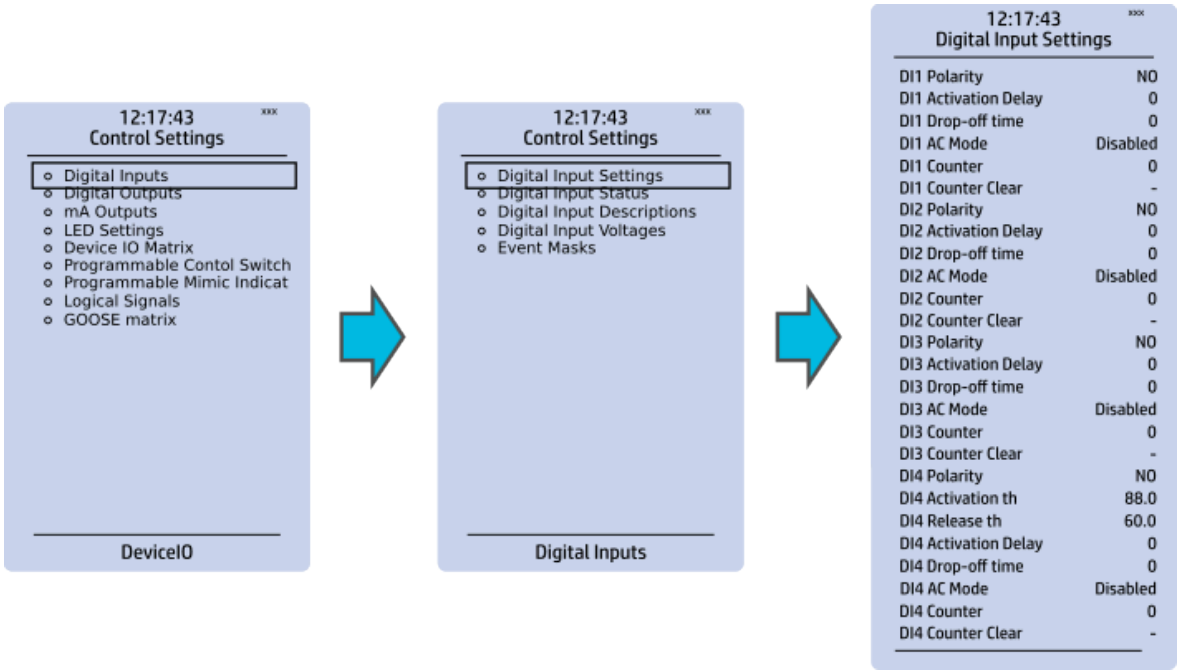 12:17:43 xxx
Control Settings
Digital Inputs
Digital Outputs
mA Outputs
LED Settings
Device IO Matrix
Programmable Contol Switch
Programmable Mimic Indicat
Logical Signals
GOOSE matrix
DeviceIO
12:17:43 xxx
Control Settings
Digital Input Settings
Digital Input Status
Digital Input Descriptions
Digital Input Voltages
Event Masks
Digital Inputs
12:17:43 xxx
Digital Input Settings
DI1 Polarity NO
DI1 Activation Delay 0
DI1 Drop-off time 0
DI1 AC Mode Disabled
DI1 Counter 0
DI1 Counter Clear -
DI2 Polarity NO
DI2 Activation Delay 0
DI2 Drop-off time 0
DI2 AC Mode Disabled
DI2 Counter 0
DI2 Counter Clear -
DI3 Polarity NO
DI3 Activation Delay 0
DI3 Drop-off time 0
DI3 AC Mode Disabled
DI3 Counter 0
DI3 Counter Clear -
DI4 Polarity NO
DI4 Activation th 88.0
DI4 Release th 60.0
DI4 Activation Delay 0
DI4 Drop-off time 0
DI4 AC Mode Disabled
DI4 Counter 0
DI4 Counter Clear -